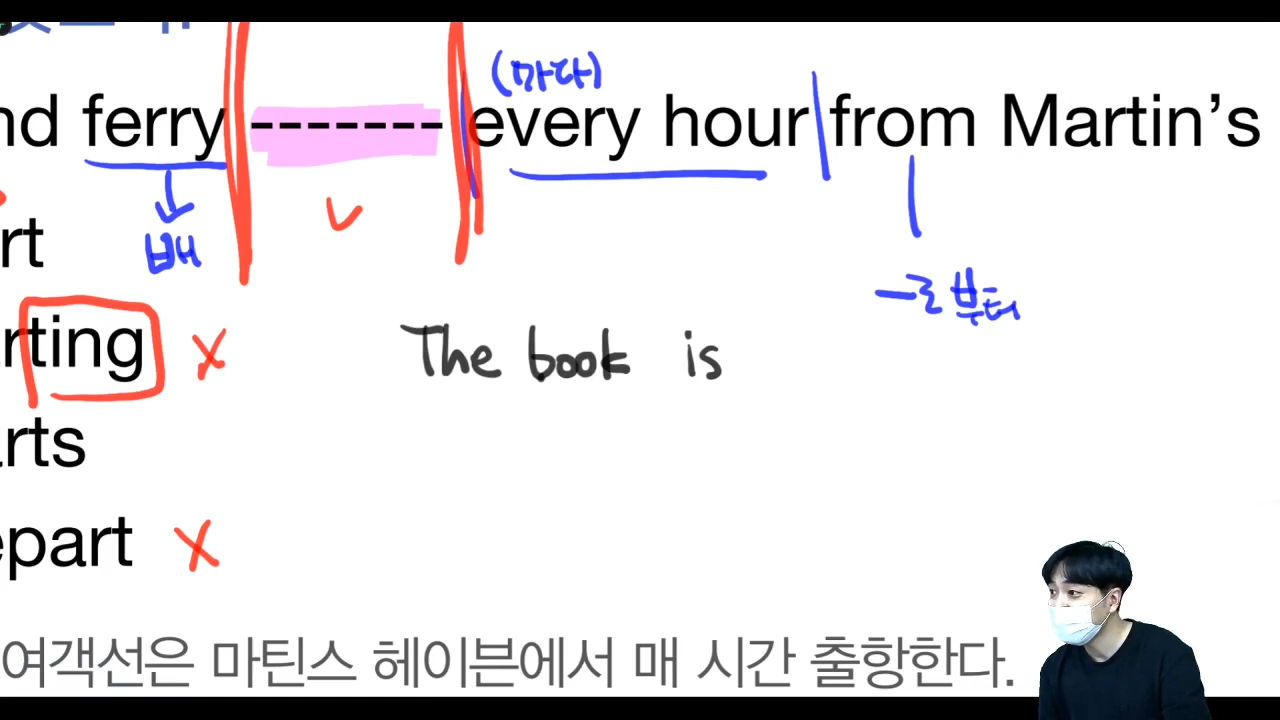 (마다)
nd ferry ------- every hour from Martin's
배
rt
-로부터
rting x
The book is
arts
epart x
여객선은 마틴스 헤이븐에서 매 시간 출항한다.